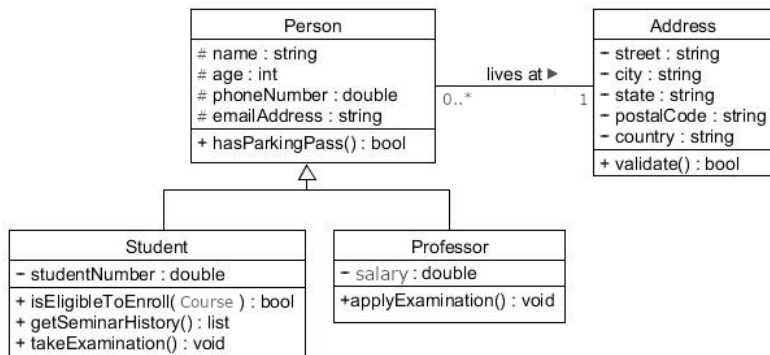 Person
# name : string
# age : int
# phoneNumber : double
# emailAddress : string
+ hasParkingPass() : bool
lives at ►
0..*
1
Address
- street : string
- city : string
- state : string
- postalCode : string
- country : string
+ validate() : bool
Student
- studentNumber : double
+ isEligibleToEnroll( Course ) : bool
+ getSeminarHistory() : list
+ takeExamination() : void
Professor
- salary : double
+applyExamination() : void